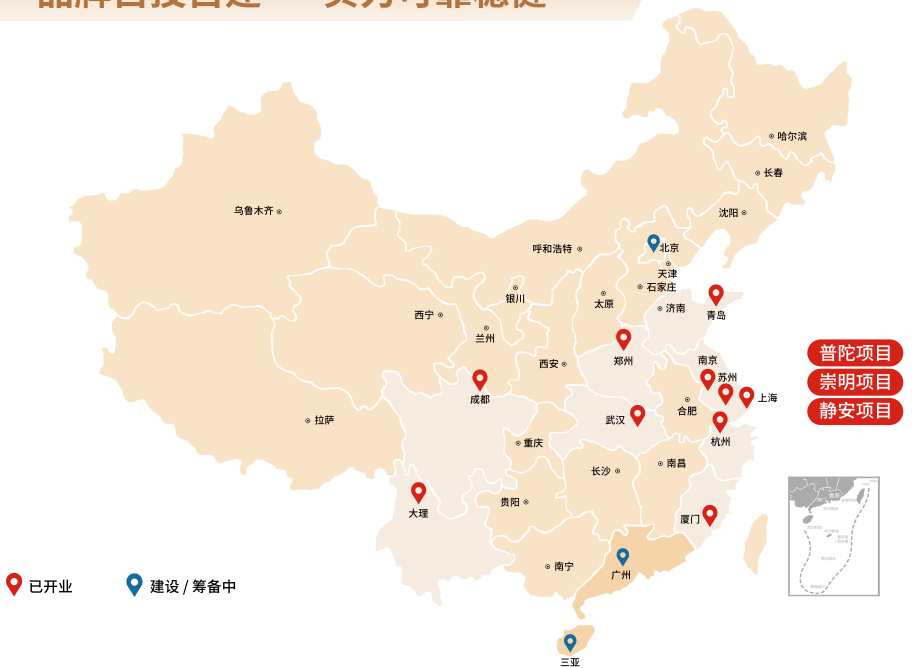 哈尔滨
长春
乌鲁木齐
沈阳
呼和浩特
北京
天津
石家庄
银川
太原
济南
西宁
青岛
兰州
郑州
普陀项目
南京
西安
苏州
崇明项目
成都
上海
合肥
静安项目
拉萨
武汉
重庆
杭州
长沙
南昌
贵阳
大理
厦门
南宁
广州
已开业
建设 / 筹备中
三亚